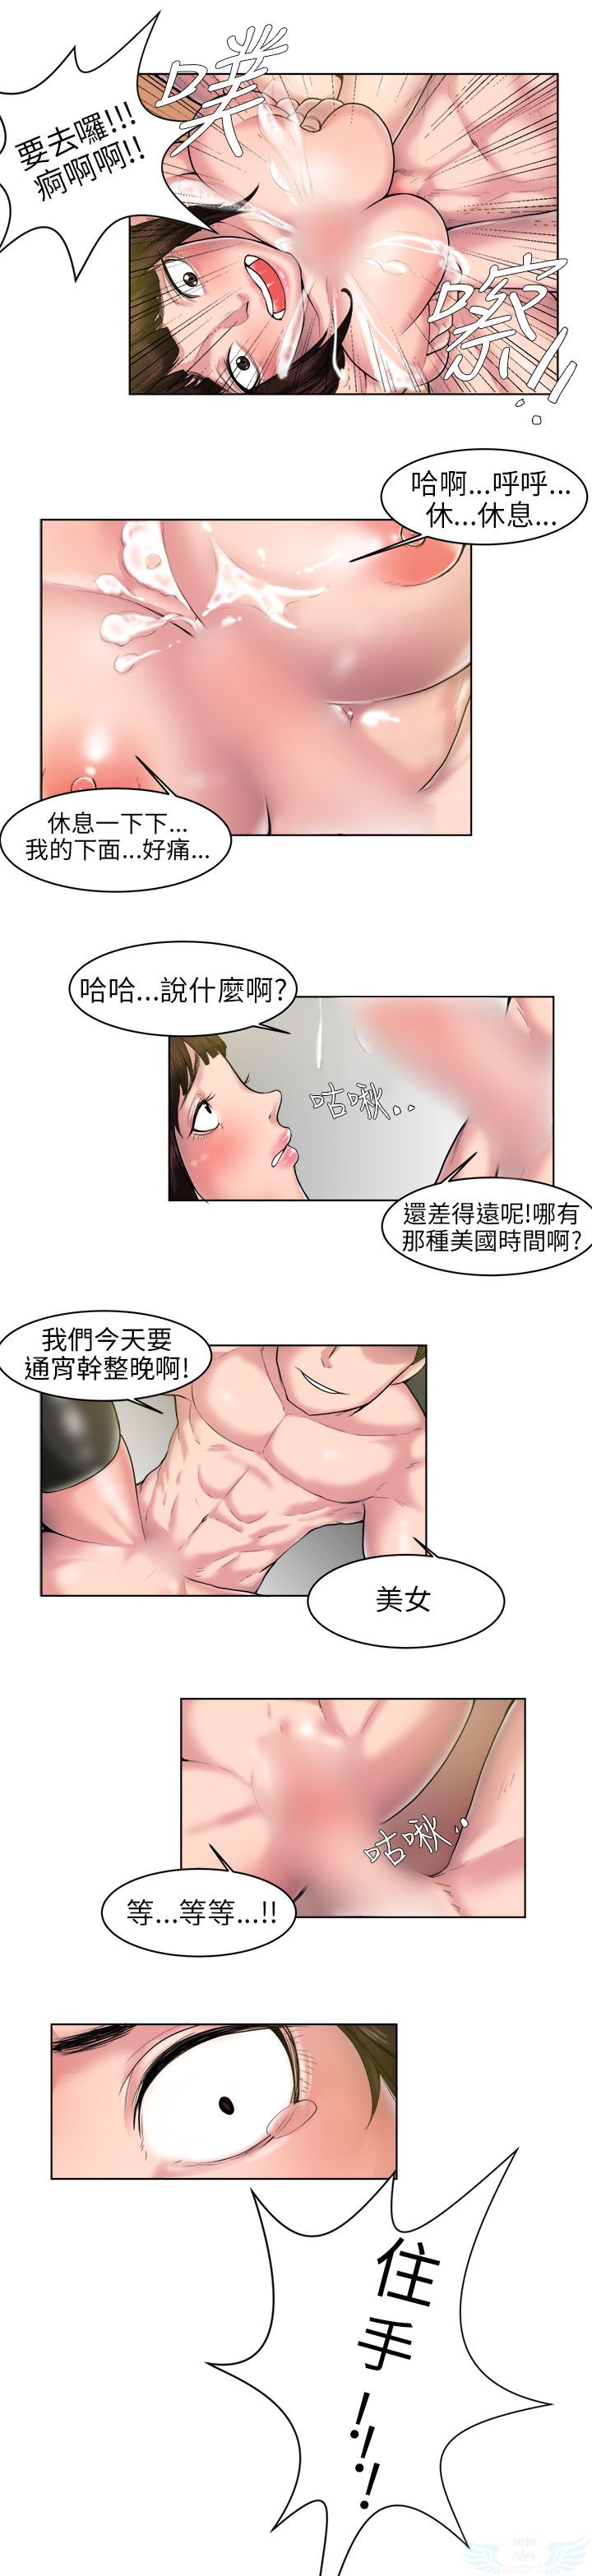 要去囉!!!
痾啊啊!!
噗
嚓!!
哈啊...呼呼...
休...休息...
休息一下下...
我的下面...好痛...
哈哈...說什麼啊?
咕啾..
還差得遠呢!哪有
那種美國時間啊?
我們今天要
通宵幹整晚啊!
美女
等...等等...!!
咕啾..
住
手
!!!